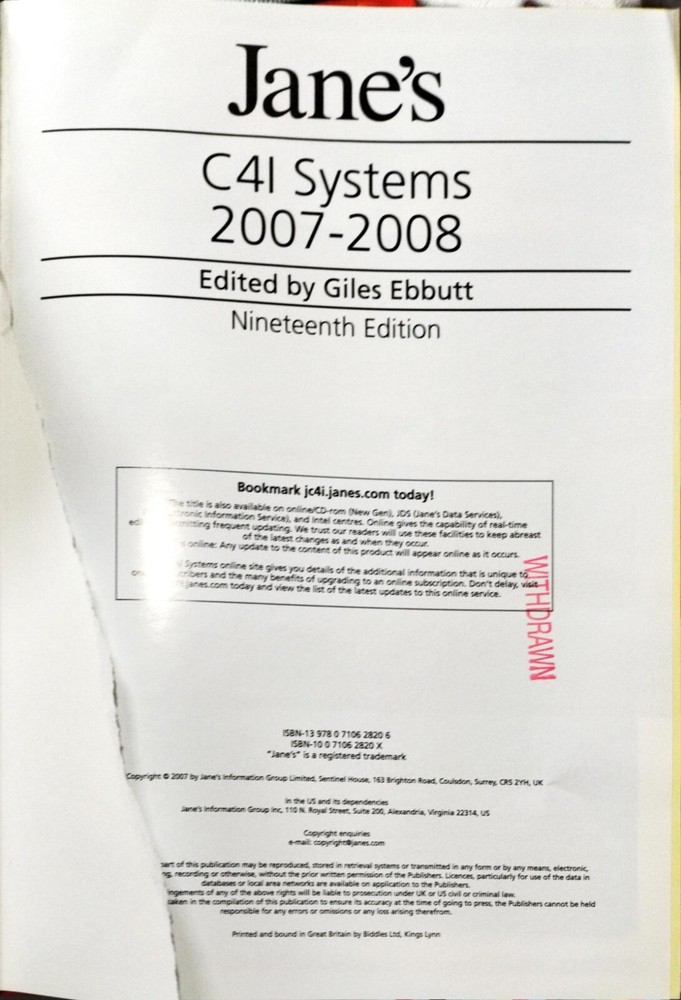 Jane's
C4I Systems
2007-2008
Edited by Giles Ebbutt
Nineteenth Edition
Bookmark jc4i.janes.com today!
The title is also available on online/CD-rom (New Gen), JDS (Jane's Data Services),
tronic Information Service), and Intel centres. Online gives the capability of real-time
edi mitting frequent updating. We trust our readers will use these facilities to keep abreast
of the latest changes as and when they occur.
online: Any update to the content of this product will appear online as it occurs.
Systems online site gives you details of the additional information that is unique to
cribers and the many benefits of upgrading to an online subscription. Don't delay, visit
janes.com today and view the list of the latest updates to this online service.
WITHDRAWN
ISBN-13 978 0 7106 2820 6
ISBN-10 0 7106 2820 X
"Jane's" is a registered trademark
Copyright © 2007 by Jane's Information Group Limited, Sentinel House, 163 Brighton Road, Coulsdon, Surrey, CR5 2YH, UK
In the US and its dependencies
Jane's Information Group Inc, 110 N. Royal Street, Suite 200, Alexandria, Virginia 22314, US
Copyright enquiries
e-mail: copyright@janes.com
part of this publication may be reproduced, stored in retrieval systems or transmitted in any form or by any means, electronic,
ng, recording or otherwise, without the prior written permission of the Publishers. Licences, particularly for use of the data in
databases or local area networks are available on application to the Publishers.
ingements of any of the above rights will be liable to prosecution under UK or US civil or criminal law.
taken in the compilation of this publication to ensure its accuracy at the time of going to press, the Publishers cannot be held
responsible for any errors or omissions or any loss arising therefrom.
Printed and bound in Great Britain by Biddles Ltd, Kings Lynn